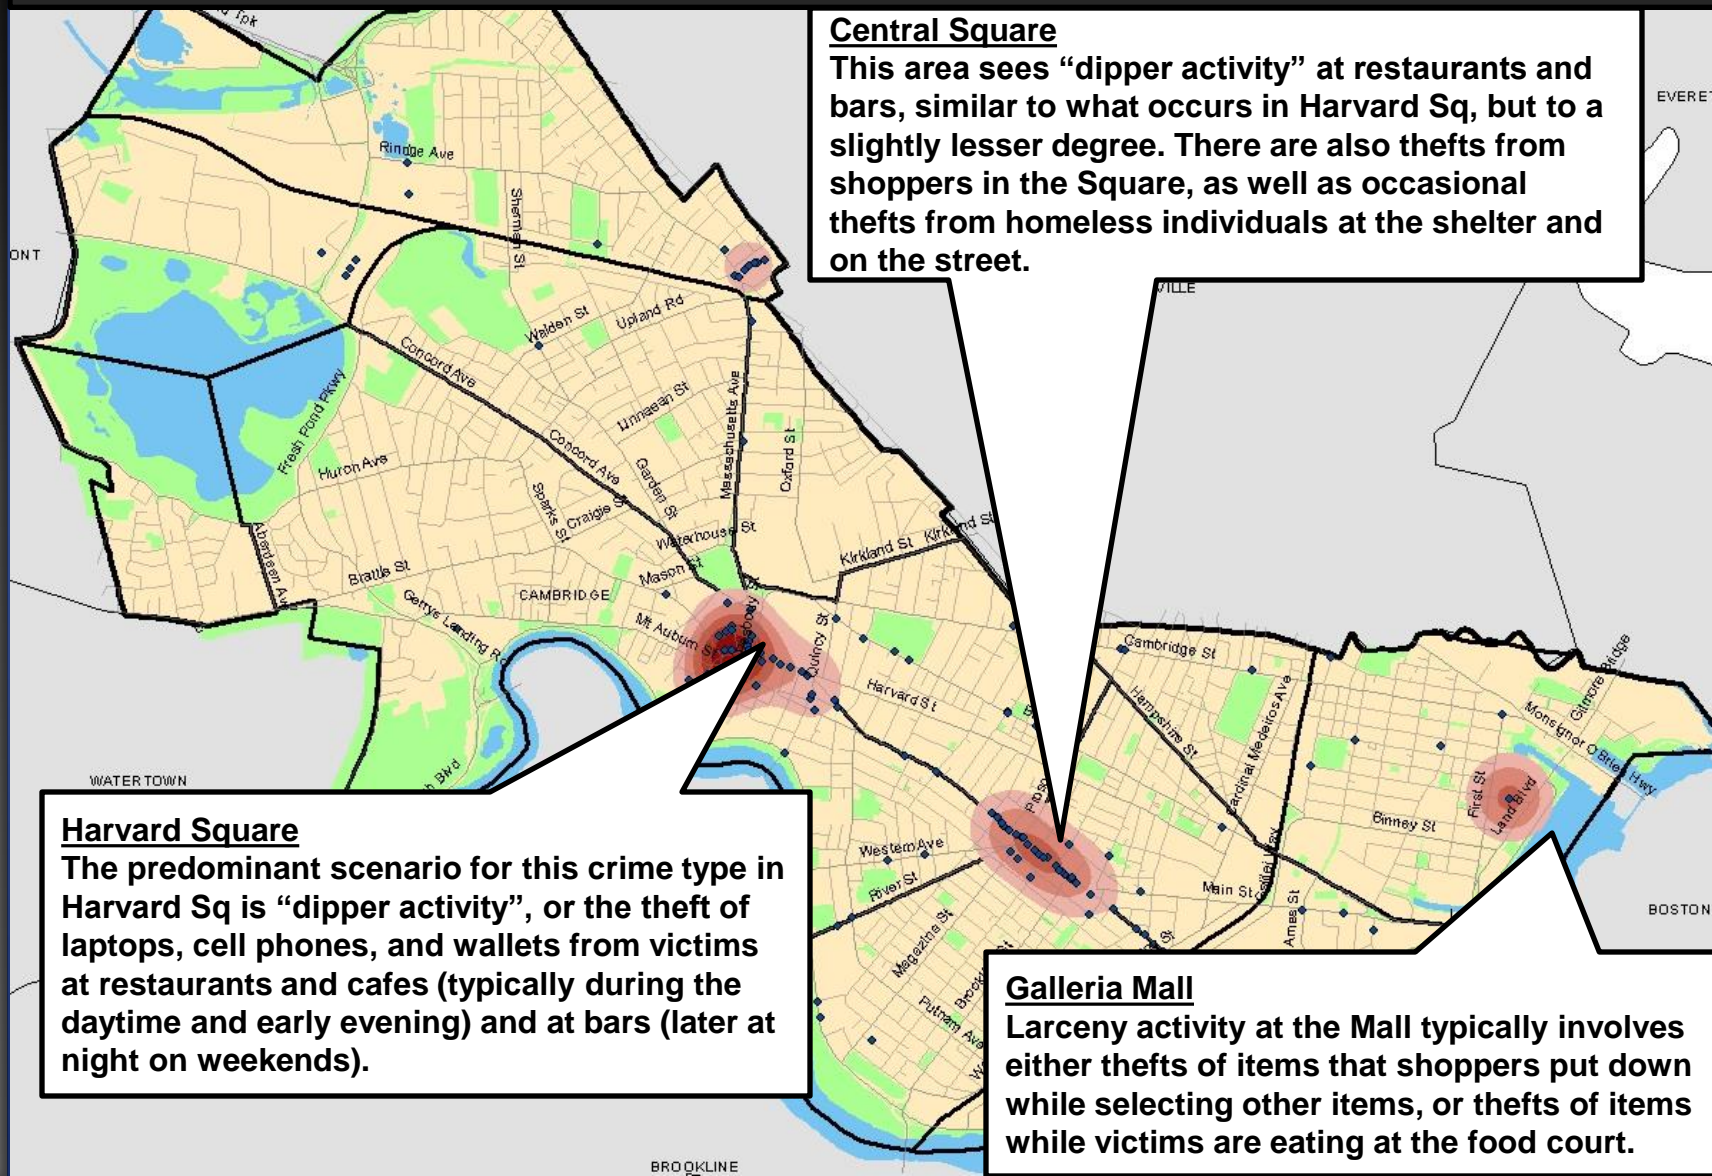 Tpk
Central Square
This area sees “dipper activity” at restaurants and
bars, similar to what occurs in Harvard Sq, but to a
slightly lesser degree. There are also thefts from
shoppers in the Square, as well as occasional
thefts from homeless individuals at the shelter and
on the street.
EVERET
Rindge Ave
Sherman St
ONT
VILLE
Walden St
Upland Rd
Concord Ave
Fresh Pond Pkwy
Linnaean St
Massachusetts Ave
Oxford St
Concord Ave
Huron Ave
Garden St
Sparks St
Craigie St
Waterhouse St
Kirkland St
Kirkland St
Aberdeen Ave
Brattle St
Mason St
CAMBRIDGE
Gerrys Landing Rd
Mt Auburn St
Quincy St
Harvard St
Cambridge St
Hampshire St
Cardinal Medeiros Ave
Gilmore Bridge
Monsignor O'Brien Hwy
WATERTOWN
Blvd
First St
Land Blvd
Binney St
Western Ave
River St
Main St
Ames St
BOSTON
Magazine St
Putnam Ave
Harvard Square
The predominant scenario for this crime type in
Harvard Sq is “dipper activity”, or the theft of
laptops, cell phones, and wallets from victims
at restaurants and cafes (typically during the
daytime and early evening) and at bars (later at
night on weekends).
Galleria Mall
Larceny activity at the Mall typically involves
either thefts of items that shoppers put down
while selecting other items, or thefts of items
while victims are eating at the food court.
BROOKLINE